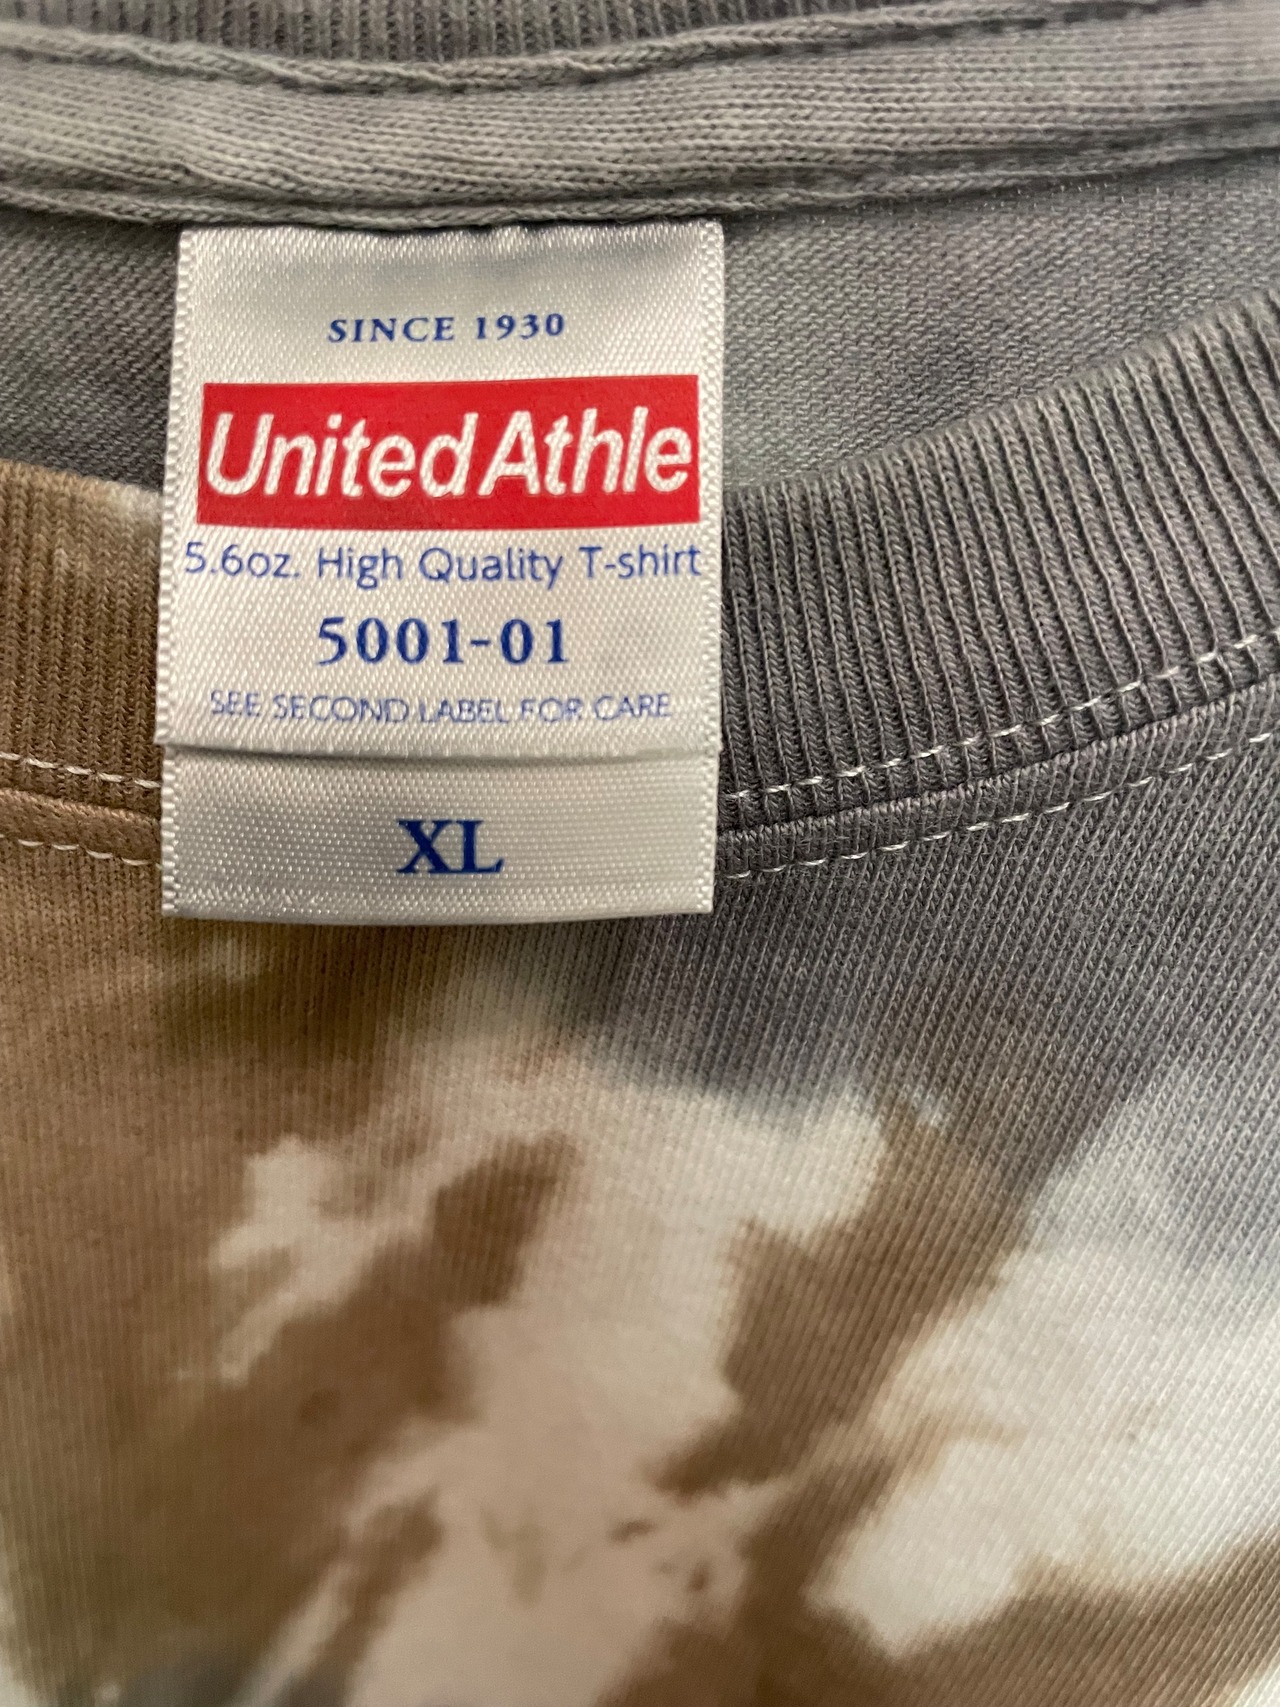 SINCE 1930
United Athle
5.6oz. High Quality T-shirt
5001-01
SEE SECOND LABEL FOR CARE
XL